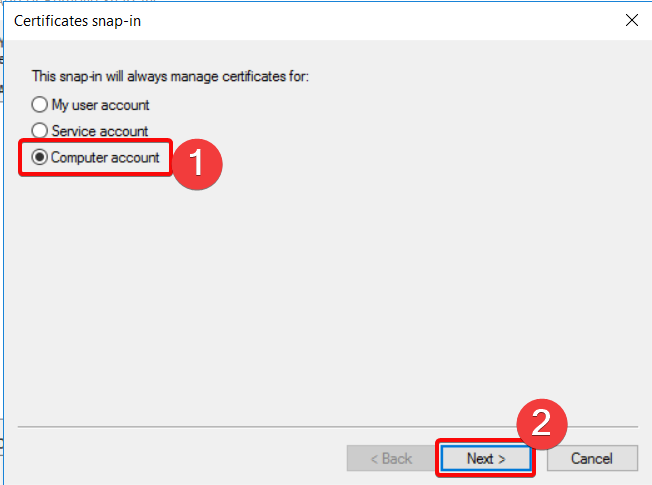 Certificates snap-in
This snap-in will always manage certificates for:
My user account
Service account
Computer account
1
2
< Back
Next >
Cancel